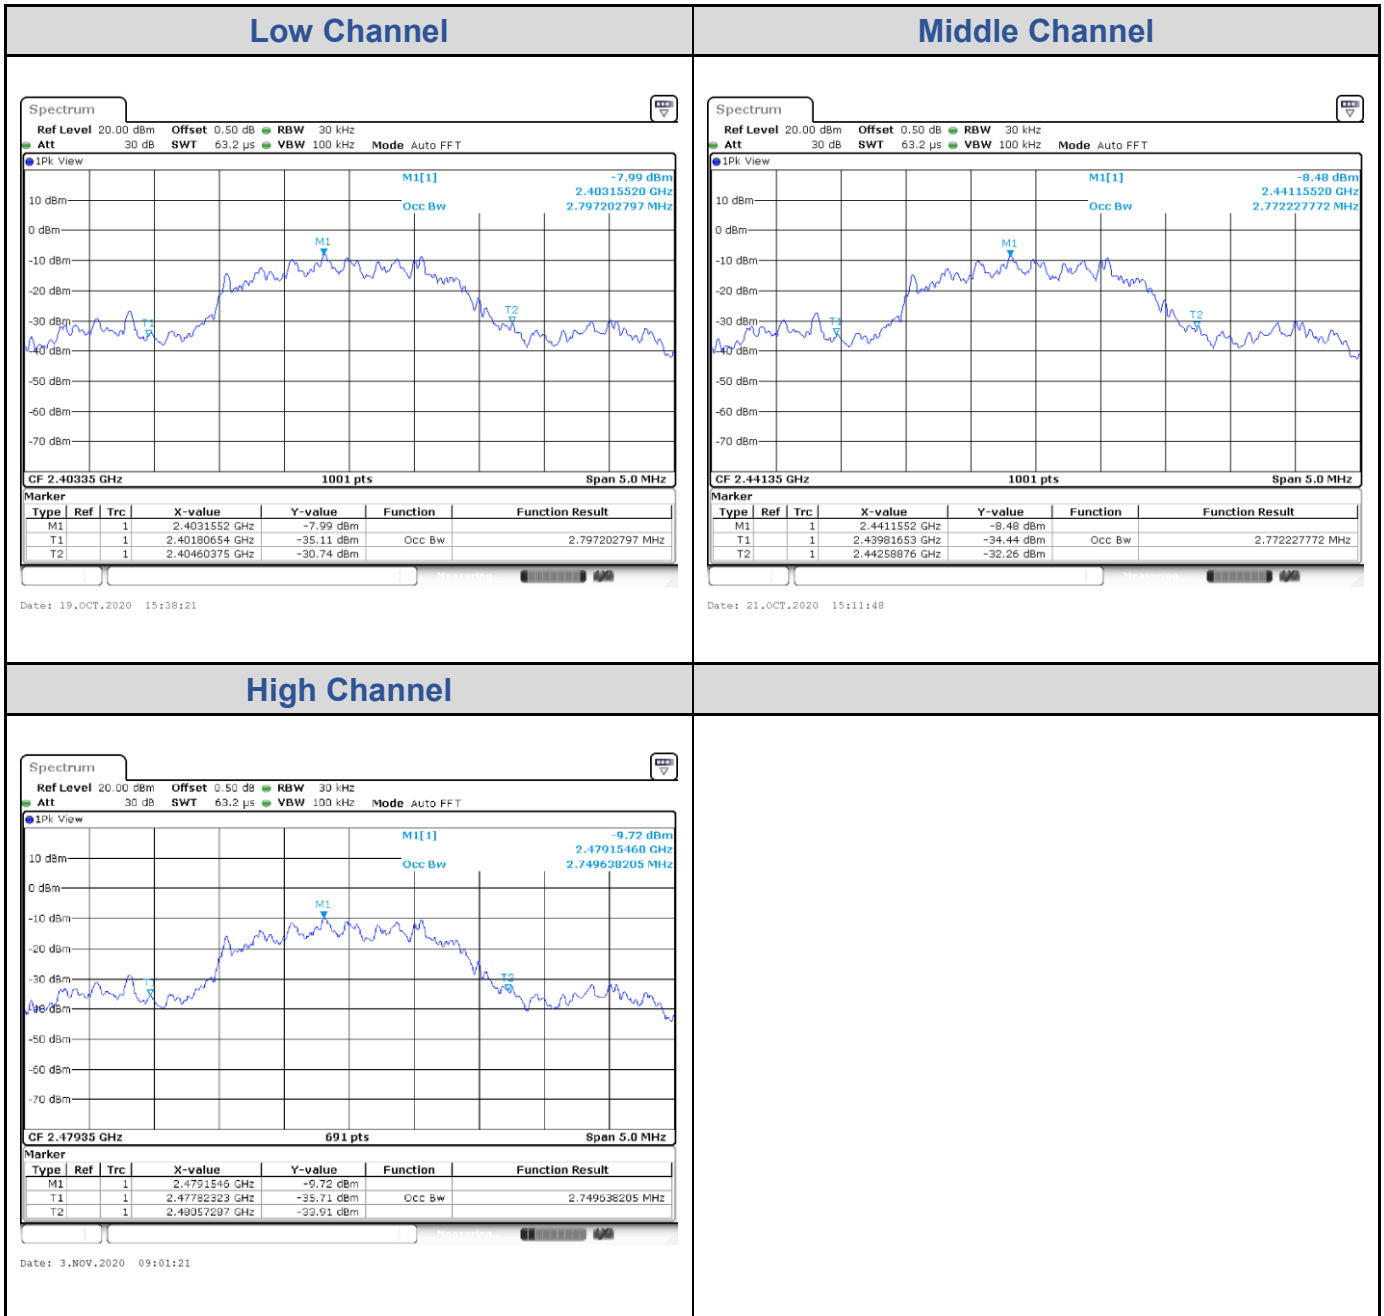 Low Channel
Middle Channel
Spectrum
Ref Level 20.00 dBm Offset 0.50 dB RBW 30 kHz
Att 30 dB SWT 63.2 µs VBW 100 kHz Mode Auto FFT
1Pk View
M1[1] -7.99 dBm
2.40315520 GHz
Occ Bw 2.797202797 MHz
10 dBm
0 dBm
M1
-10 dBm
-20 dBm
T2
-30 dBm
T1
-40 dBm
-50 dBm
-60 dBm
-70 dBm
CF 2.40335 GHz 1001 pts Span 5.0 MHz
Marker
Type Ref Trc X-value Y-value Function Function Result
M1 1 2.4031552 GHz -7.99 dBm
T1 1 2.40180654 GHz -35.11 dBm Occ Bw 2.797202797 MHz
T2 1 2.40460375 GHz -30.74 dBm
Measuring...
Date: 19.OCT.2020 15:38:21
Spectrum
Ref Level 20.00 dBm Offset 0.50 dB RBW 30 kHz
Att 30 dB SWT 63.2 µs VBW 100 kHz Mode Auto FFT
1Pk View
M1[1] -8.48 dBm
2.44115520 GHz
Occ Bw 2.772227772 MHz
10 dBm
0 dBm
M1
-10 dBm
-20 dBm
T2
-30 dBm
T1
-40 dBm
-50 dBm
-60 dBm
-70 dBm
CF 2.44135 GHz 1001 pts Span 5.0 MHz
Marker
Type Ref Trc X-value Y-value Function Function Result
M1 1 2.4411552 GHz -8.48 dBm
T1 1 2.43981653 GHz -34.44 dBm Occ Bw 2.772227772 MHz
T2 1 2.44258876 GHz -32.26 dBm
Measuring...
Date: 21.OCT.2020 15:11:48
High Channel
Spectrum
Ref Level 20.00 dBm Offset 0.50 dB RBW 30 kHz
Att 30 dB SWT 63.2 µs VBW 100 kHz Mode Auto FFT
1Pk View
M1[1] -9.72 dBm
2.47915460 GHz
Occ Bw 2.749638205 MHz
10 dBm
0 dBm
M1
-10 dBm
-20 dBm
T2
-30 dBm
-40 dBm
-50 dBm
-60 dBm
-70 dBm
CF 2.47935 GHz 691 pts Span 5.0 MHz
Marker
Type Ref Trc X-value Y-value Function Function Result
M1 1 2.4791546 GHz -9.72 dBm
T1 1 2.47782323 GHz -35.71 dBm Occ Bw 2.749638205 MHz
T2 1 2.48057287 GHz -33.91 dBm
Measuring...
Date: 3.NOV.2020 09:01:21